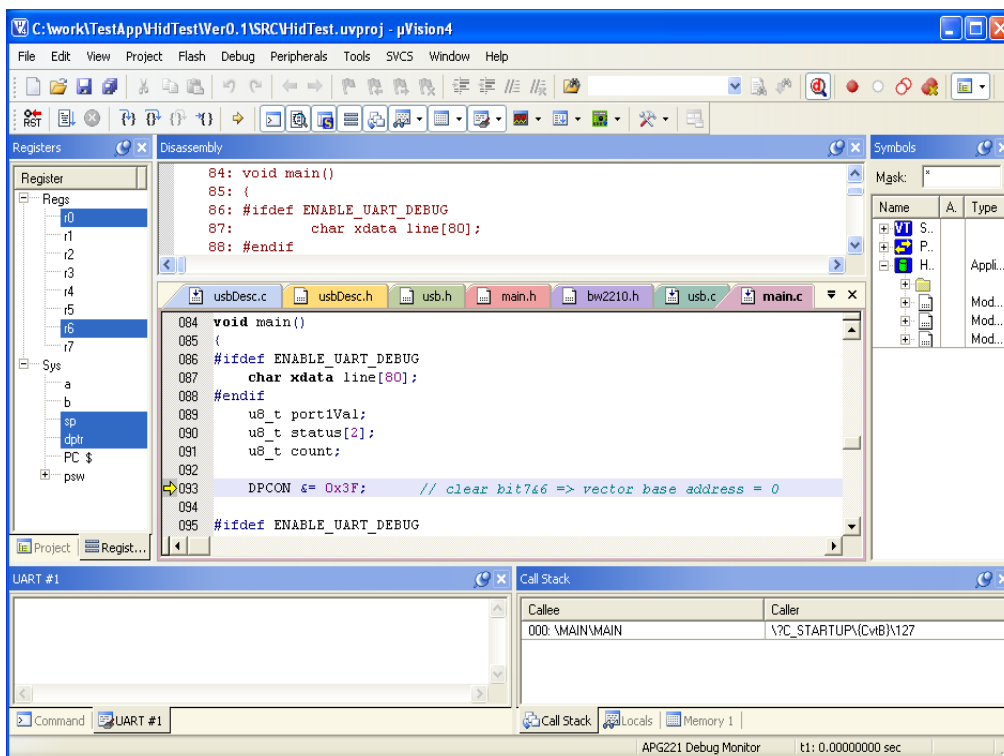 C:\work\TestApp\HidTest\Ver0.1\SRC\HidTest.uvproj - µVision4
File Edit View Project Flash Debug Peripherals Tools SVCS Window Help
RST
Registers
Register
Regs
r0
r1
r2
r3
r4
r5
r6
r7
Sys
a
b
sp
dptr
PC $
psw
Project Regist...
Disassembly
84: void main()
85: {
86: #ifdef ENABLE_UART_DEBUG
87: char xdata line[80];
88: #endif
usbDesc.c usbDesc.h usb.h main.h bw2210.h usb.c main.c
084 void main()
085 {
086 #ifdef ENABLE_UART_DEBUG
087 char xdata line[80];
088 #endif
089 u8_t port1Val;
090 u8_t status[2];
091 u8_t count;
092
093 DPCON &= 0x3F; // clear bit7&6 => vector base address = 0
094
095 #ifdef ENABLE_UART_DEBUG
Symbols
Mask: *
Name A. Type
VT S..
P..
H.. Appli...
Mod...
Mod...
Mod...
UART #1
Command UART #1
Call Stack
Callee Caller
000: \MAIN\MAIN \?C_STARTUP\{CvtB}\127
Call Stack Locals Memory 1
APG221 Debug Monitor t1: 0.00000000 sec